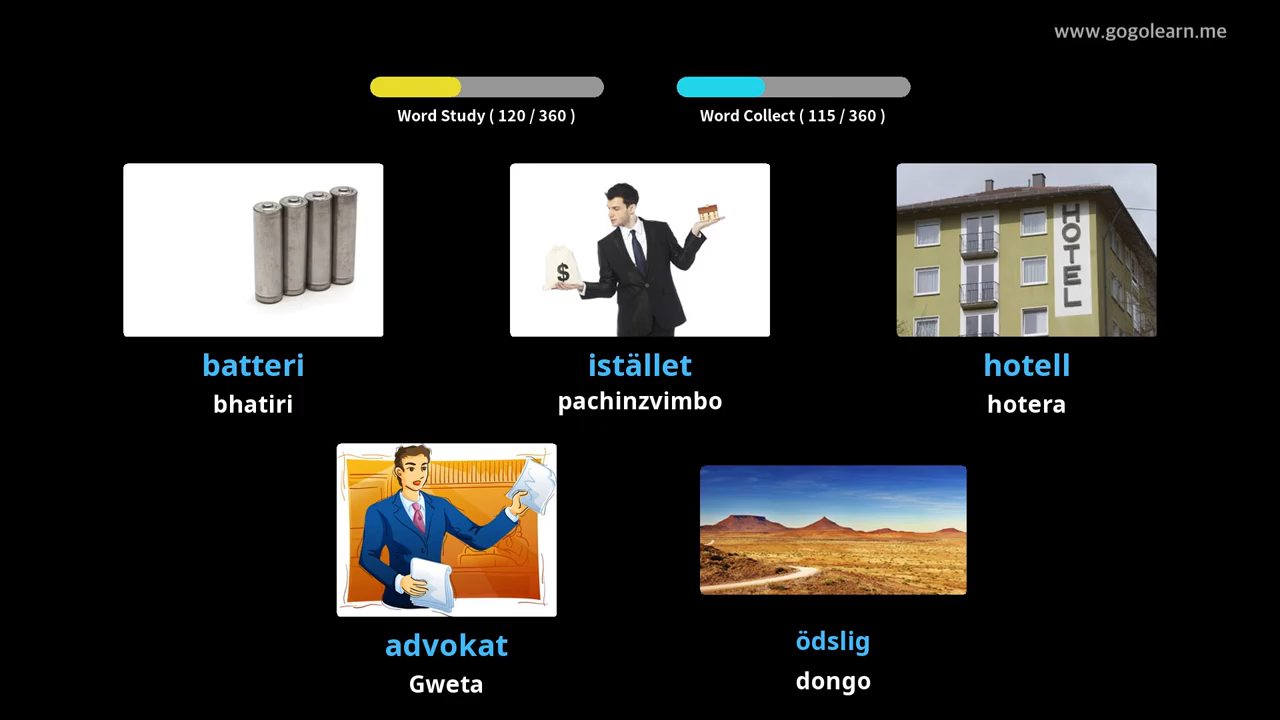 www.gogolearn.me
Word Study ( 120 / 360 )
Word Collect ( 115 / 360 )
$
HOTEL
batteri
istället
hotell
bhatiri
pachinzvimbo
hotera
advokat
ödslig
Gweta
dongo